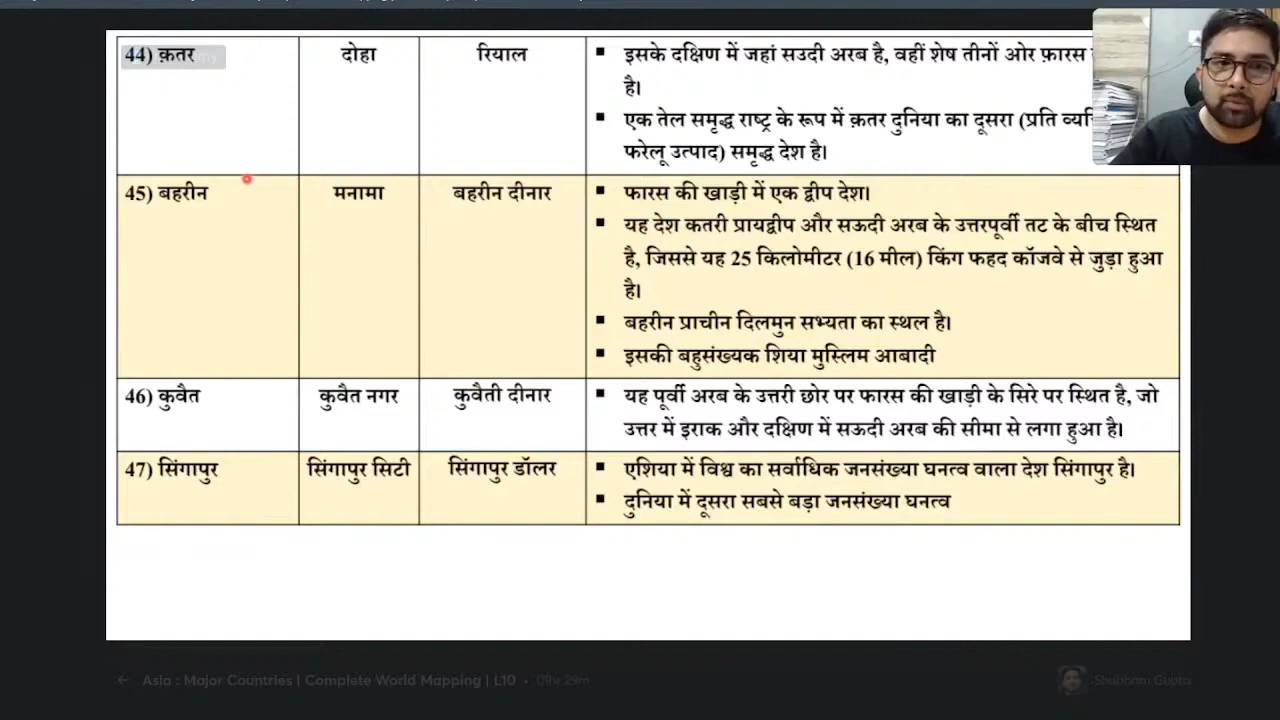 44) क़तर
दोहा
रियाल
▪ इसके दक्षिण में जहां सउदी अरब है, वहीं शेष तीनों ओर फ़ारस
है।
▪ एक तेल समृद्ध राष्ट्र के रूप में क़तर दुनिया का दूसरा (प्रति
फरेलू उत्पाद) समृद्ध देश है।
45) बहरीन
मनामा
बहरीन दीनार
▪ फारस की खाड़ी में एक द्वीप देश।
▪ यह देश कतरी प्रायद्वीप और सऊदी अरब के उत्तरपूर्वी तट के बीच स्थित
है, जिससे यह 25 किलोमीटर (16 मील) किंग फहद कॉजवे से जुड़ा हुआ
है।
▪ बहरीन प्राचीन दिलमुन सभ्यता का स्थल है।
▪ इसकी बहुसंख्यक शिया मुस्लिम आबादी
46) कुवैत
कुवैत नगर
कुवैती दीनार
▪ यह पूर्वी अरब के उत्तरी छोर पर फारस की खाड़ी के सिरे पर स्थित है, जो
उत्तर में इराक और दक्षिण में सऊदी अरब की सीमा से लगा हुआ है।
47) सिंगापुर
सिंगापुर सिटी
सिंगापुर डॉलर
▪ एशिया में विश्व का सर्वाधिक जनसंख्या घनत्व वाला देश सिंगापुर है।
▪ दुनिया में दूसरा सबसे बड़ा जनसंख्या घनत्व
← Asia : Major Countries | Complete World Mapping | L10 • 09hr 29m
Shubham Gupta